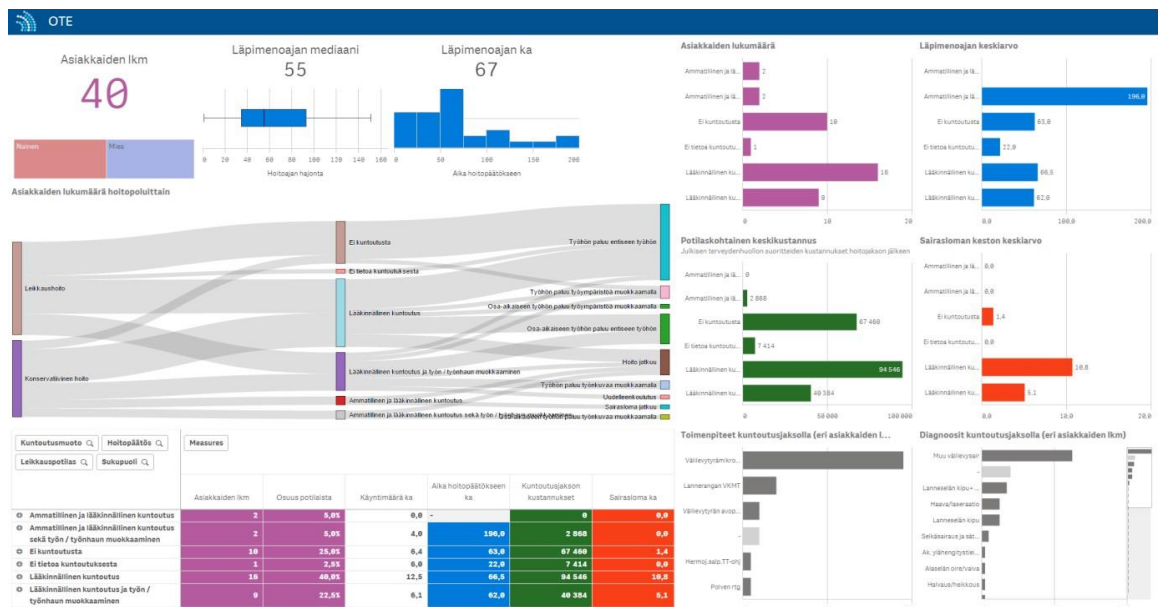 OTE
Asiakkaiden lkm
40
Läpimenoajan mediaani
55
Läpimenoajan ka
67
Nainen
Mies
0 20 40 60 80 100 120 140 160
Hoitoajan hajonta
0 50 100 150 200
Aika hoitopäätökseen
Asiakkaiden lukumäärä hoitopoluittain
Leikkaushoito
Konservatiivinen hoito
Ei kuntoutusta
Ei tietoa kuntoutuksesta
Lääkinnällinen kuntoutus
Lääkinnällinen kuntoutus ja työn / työnhaun muokkaaminen
Ammatillinen ja lääkinnällinen kuntoutus
Ammatillinen ja lääkinnällinen kuntoutus sekä työn / työnhaun muokkaaminen
Työhön paluu entiseen työhön
Työhön paluu työympäristöä muokkaamalla
Osa-aikaiseen työhön paluu työympäristöä muokkaamalla
Osa-aikaiseen työhön paluu entiseen työhön
Hoito jatkuu
Työhön paluu työnkuvaa muokkaamalla
Uudelleenkoulutus
Sairasloma jatkuu
Osa-aikaiseen työhön paluu työnkuvaa muokkaamalla
Asiakkaiden lukumäärä
Ammatillinen ja lä... 2
Ammatillinen ja lä... 2
Ei kuntoutusta 10
Ei tietoa kuntoutu... 1
Lääkinnällinen ku... 16
Lääkinnällinen ku... 9
0 10 20
Läpimenoajan keskiarvo
Ammatillinen ja lä...
Ammatillinen ja lä... 196,0
Ei kuntoutusta 63,0
Ei tietoa kuntoutu... 22,0
Lääkinnällinen ku... 66,5
Lääkinnällinen ku... 62,0
0,0 100,0 200,0
Potilaskohtainen keskikustannus
Julkisen terveydenhuollon suoritteiden kustannukset hoitojakson jälkeen
Ammatillinen ja lä... 0
Ammatillinen ja lä... 2 868
Ei kuntoutusta 67 460
Ei tietoa kuntoutu... 7 414
Lääkinnällinen ku... 94 546
Lääkinnällinen ku... 40 384
0 50 000 100 000
Sairasloman keston keskiarvo
Ammatillinen ja lä... 0,0
Ammatillinen ja lä... 0,0
Ei kuntoutusta 1,4
Ei tietoa kuntoutu... 0,0
Lääkinnällinen ku... 10,8
Lääkinnällinen ku... 5,1
0,0 10,0 20,0
Kuntoutusmuoto Hoitopäätös Measures
Leikkauspotilas Sukupuoli
Asiakkaiden lkm Osuus potilaista Käyntimäärä ka Aika hoitopäätökseen ka Kuntoutusjakson kustannukset Sairasloma ka
Ammatillinen ja lääkinnällinen kuntoutus 2 5,0% 0,0 - 0 0,0
Ammatillinen ja lääkinnällinen kuntoutus
sekä työn / työnhaun muokkaaminen 2 5,0% 4,0 196,0 2 868 0,0
Ei kuntoutusta 10 25,0% 6,4 63,0 67 460 1,4
Ei tietoa kuntoutuksesta 1 2,5% 6,0 22,0 7 414 0,0
Lääkinnällinen kuntoutus 16 40,0% 12,5 66,5 94 546 10,8
Lääkinnällinen kuntoutus ja työn /
työnhaun muokkaaminen 9 22,5% 6,1 62,0 40 384 5,1
Toimenpiteet kuntoutusjaksolla (eri asiakkaiden l...
Välilevytyrämikro...
Lannerangan VKMT
Välilevytyrän avop...
-
Hermoj.salp.TT-ohj
Polven rtg
Diagnoosit kuntoutusjaksolla (eri asiakkaiden lkm)
Muu välilevysair
-
Lanneselän kipu+ ...
Haava/laseraatio
Lanneselän kipu
Selkäsairaus ja sät...
Ak. ylähengitystiei...
Alaselän oire/vaiva
Halvaus/heikkous